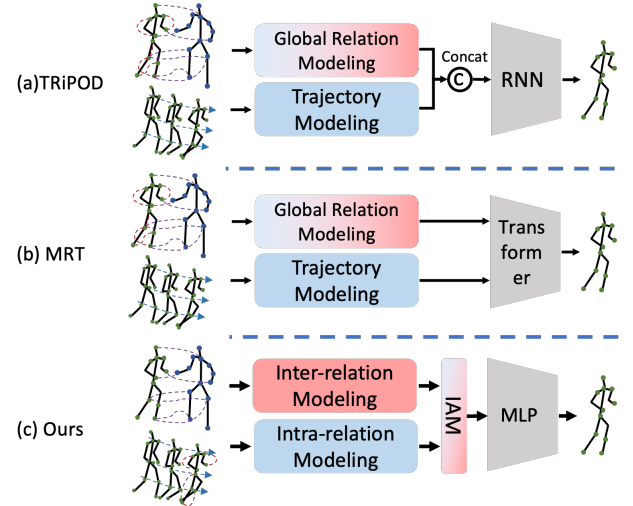 Global Relation
Modeling
Concat
(a)TRiPOD
C
RNN
Trajectory
Modeling
Global Relation
Modeling
(b) MRT
Trans
form
er
Trajectory
Modeling
Inter-relation
Modeling
(c) Ours
IAM
MLP
Intra-relation
Modeling